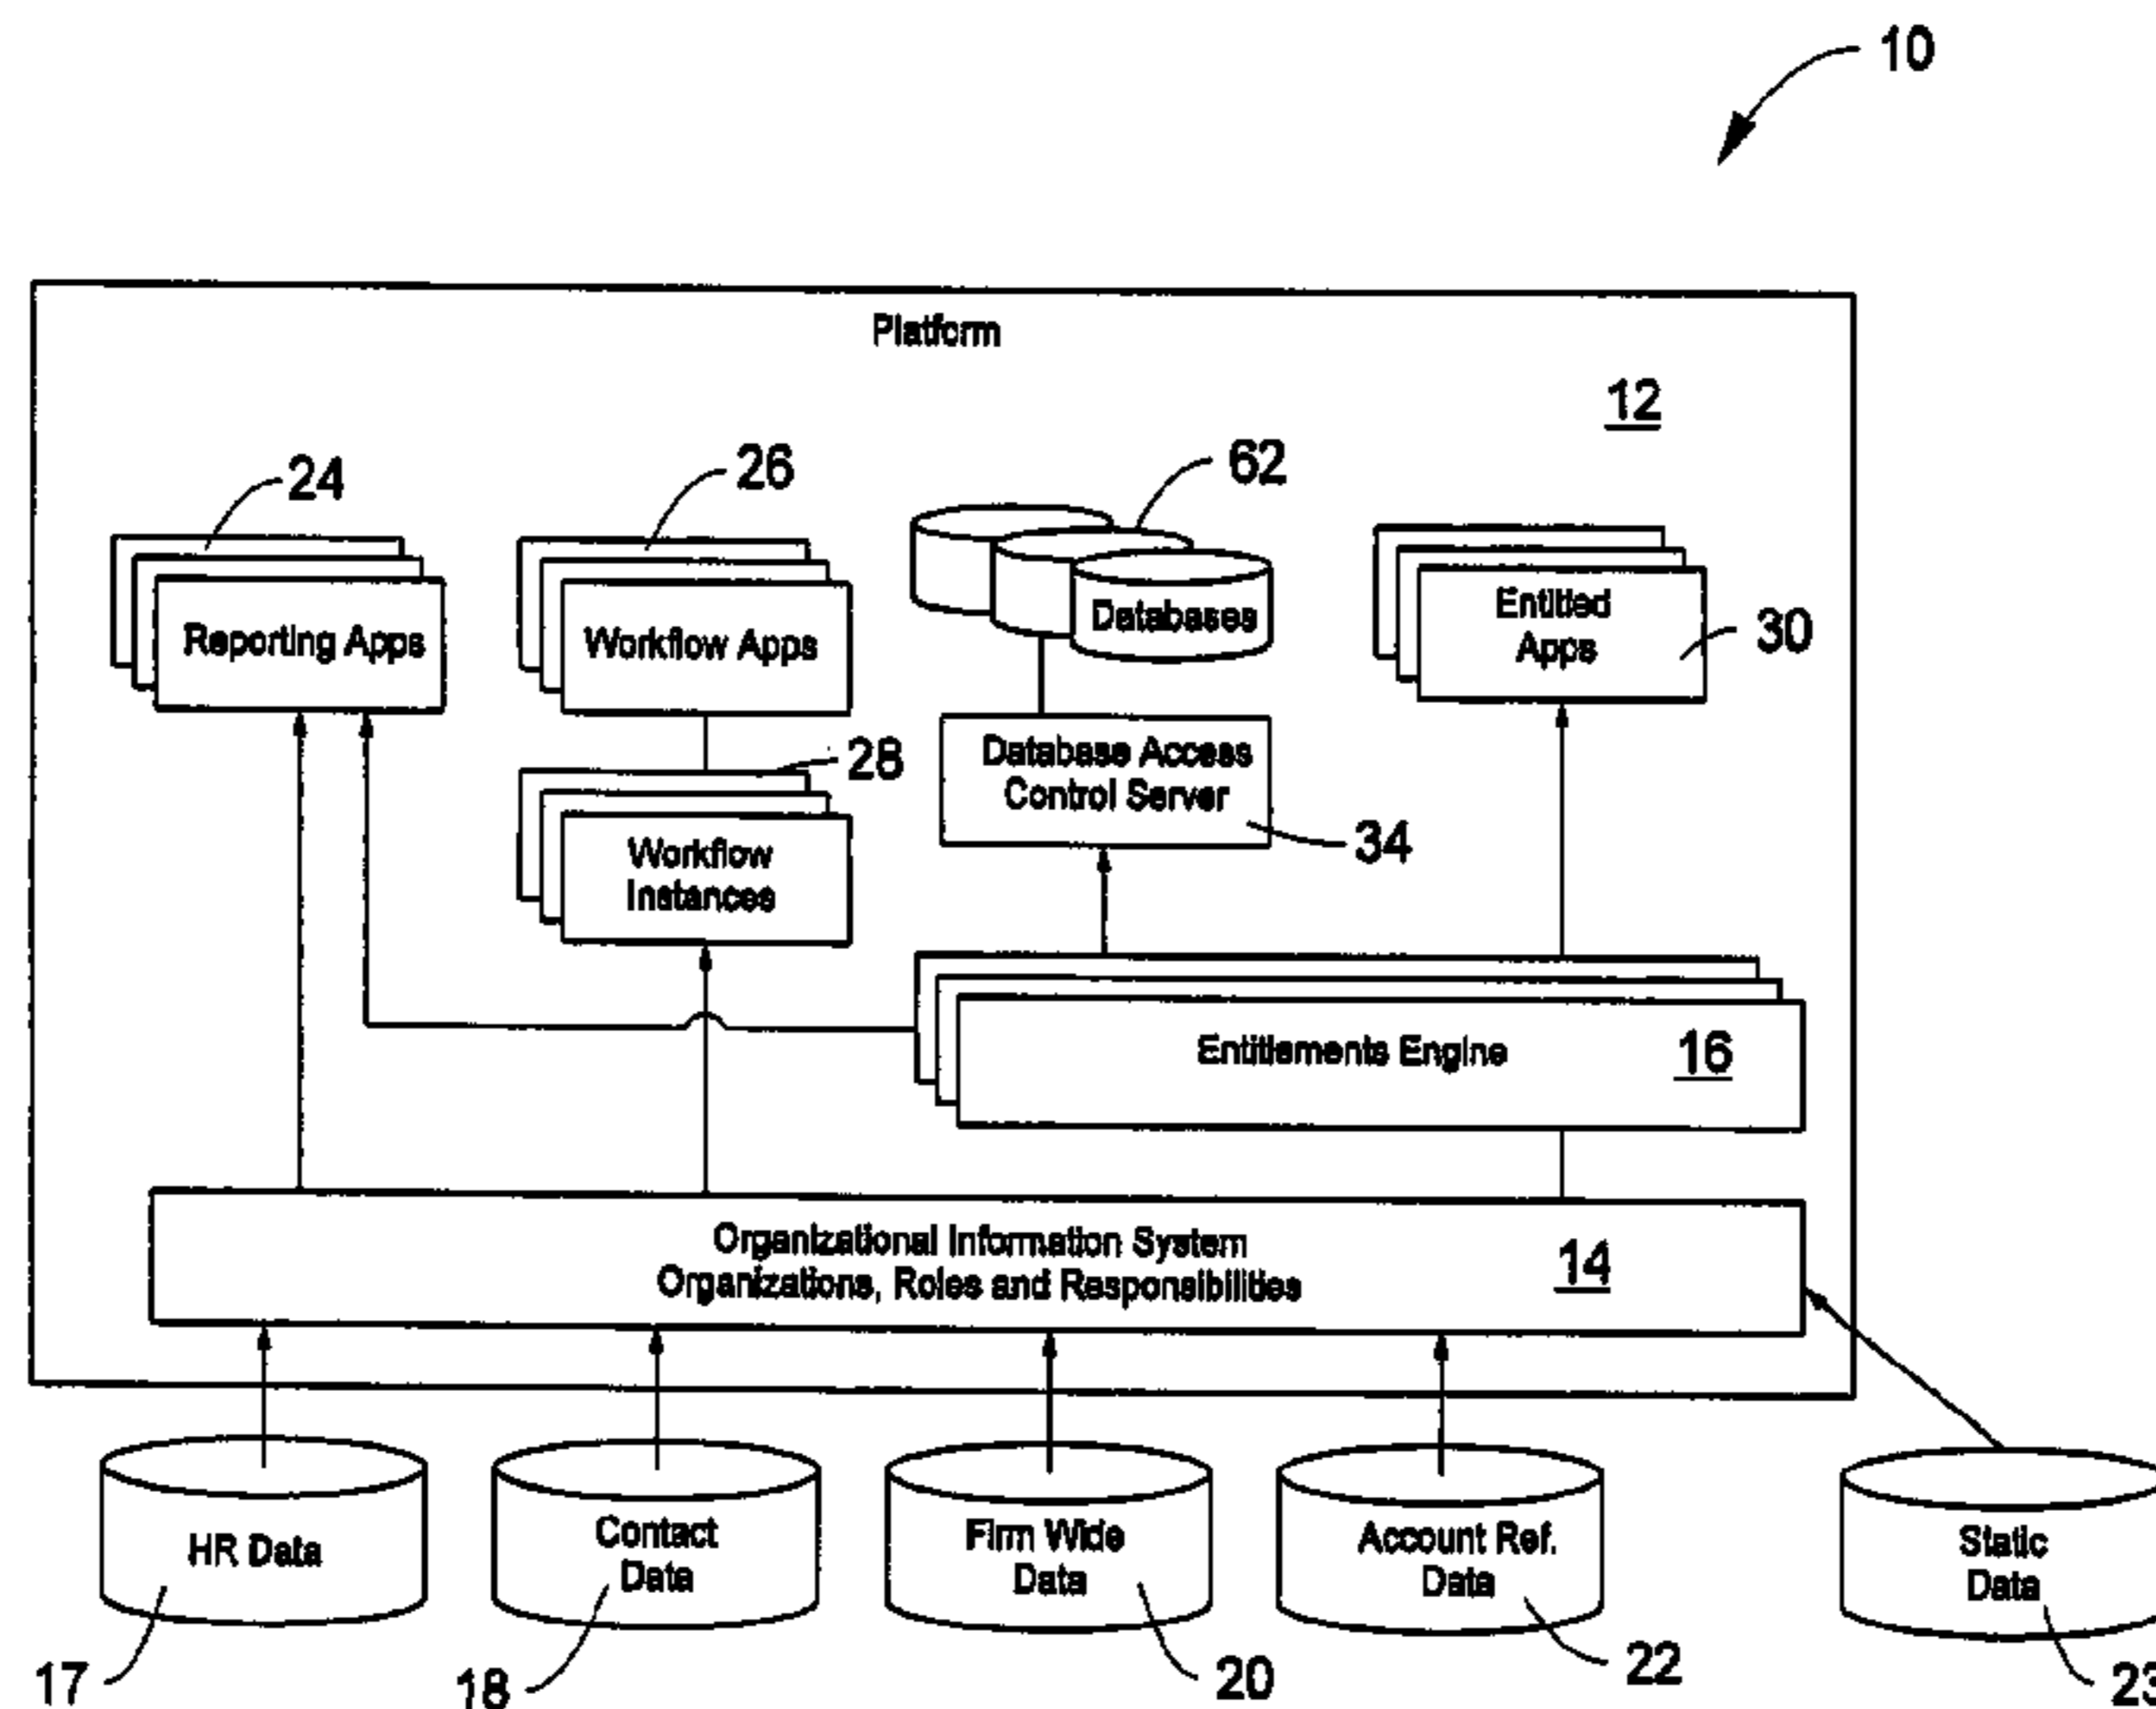 10
Platform
12
24
26
62
Reporting Apps
Workflow Apps
Databases
Entitled
Apps
30
28
Database Access
Control Server
34
Workflow
Instances
Entitlements Engine
16
Organizational Information System
Organizations, Roles and Responsibilities
14
HR Data
Contact
Data
Firm Wide
Data
Account Ref.
Data
Static
Data
17
18
20
22
23